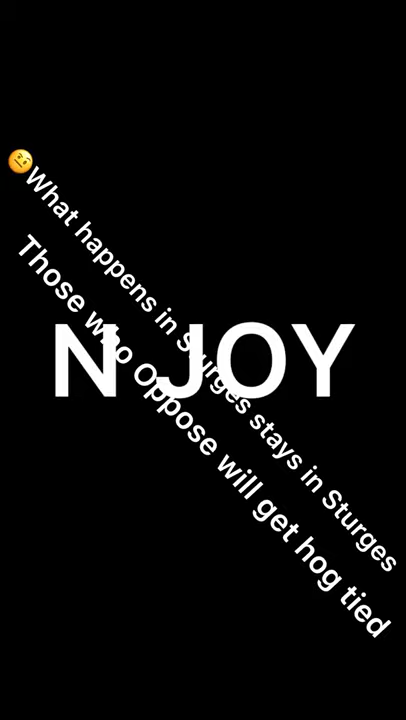 🤨What happens in Sturges stays in Sturges
Those who Oppose will get hog tied
N JOY